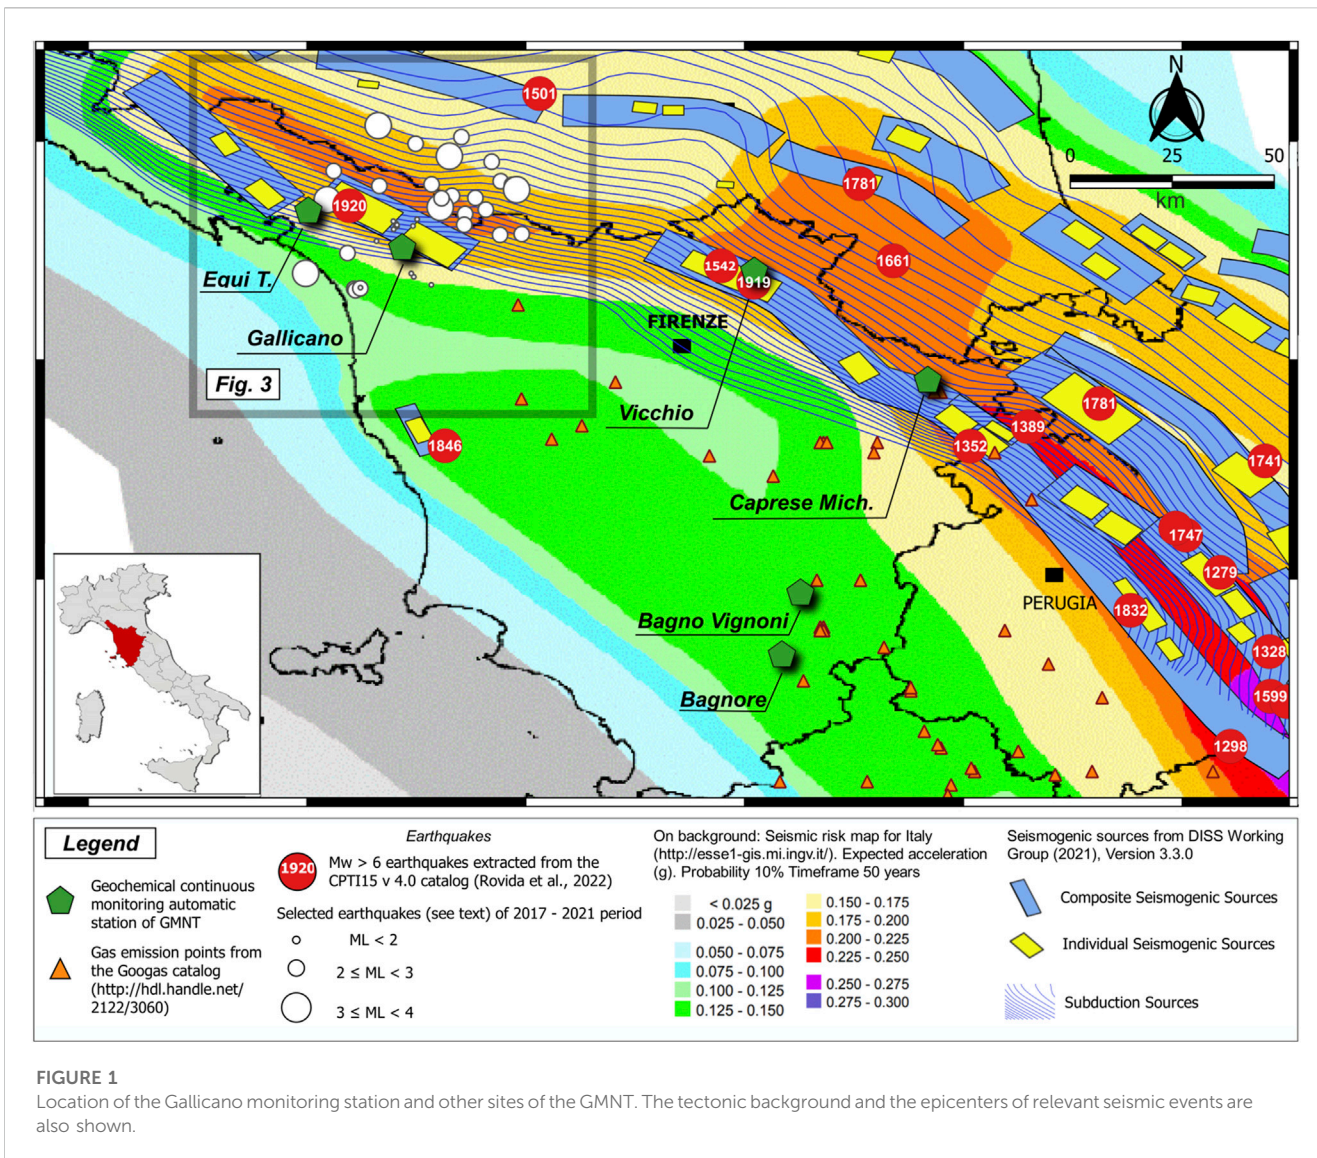 1501
N
0 25 50
km
1781
1920
1661
1542
1919
Equi T.
FIRENZE
Gallicano
Fig. 3
Vicchio
1781
1389
1846
1352
1741
Caprese Mich.
1747
1279
PERUGIA
1832
Bagno Vignoni
1328
Bagnore
1599
1298
Legend
Geochemical continuous
monitoring automatic
station of GMNT
Gas emission points from
the Googas catalog
(http://hdl.handle.net/
2122/3060)
Earthquakes
1920
Mw > 6 earthquakes extracted from the
CPTI15 v 4.0 catalog (Rovida et al., 2022)
Selected earthquakes (see text) of 2017 - 2021 period
ML < 2
2 ≤ ML < 3
3 ≤ ML < 4
On background: Seismic risk map for Italy
(http://esse1-gis.mi.ingv.it/). Expected acceleration
(g). Probability 10% Timeframe 50 years
< 0.025 g
0.025 - 0.050
0.050 - 0.075
0.075 - 0.100
0.100 - 0.125
0.125 - 0.150
0.150 - 0.175
0.175 - 0.200
0.200 - 0.225
0.225 - 0.250
0.250 - 0.275
0.275 - 0.300
Seismogenic sources from DISS Working
Group (2021), Version 3.3.0
Composite Seismogenic Sources
Individual Seismogenic Sources
Subduction Sources
FIGURE 1
Location of the Gallicano monitoring station and other sites of the GMNT. The tectonic background and the epicenters of relevant seismic events are
also shown.